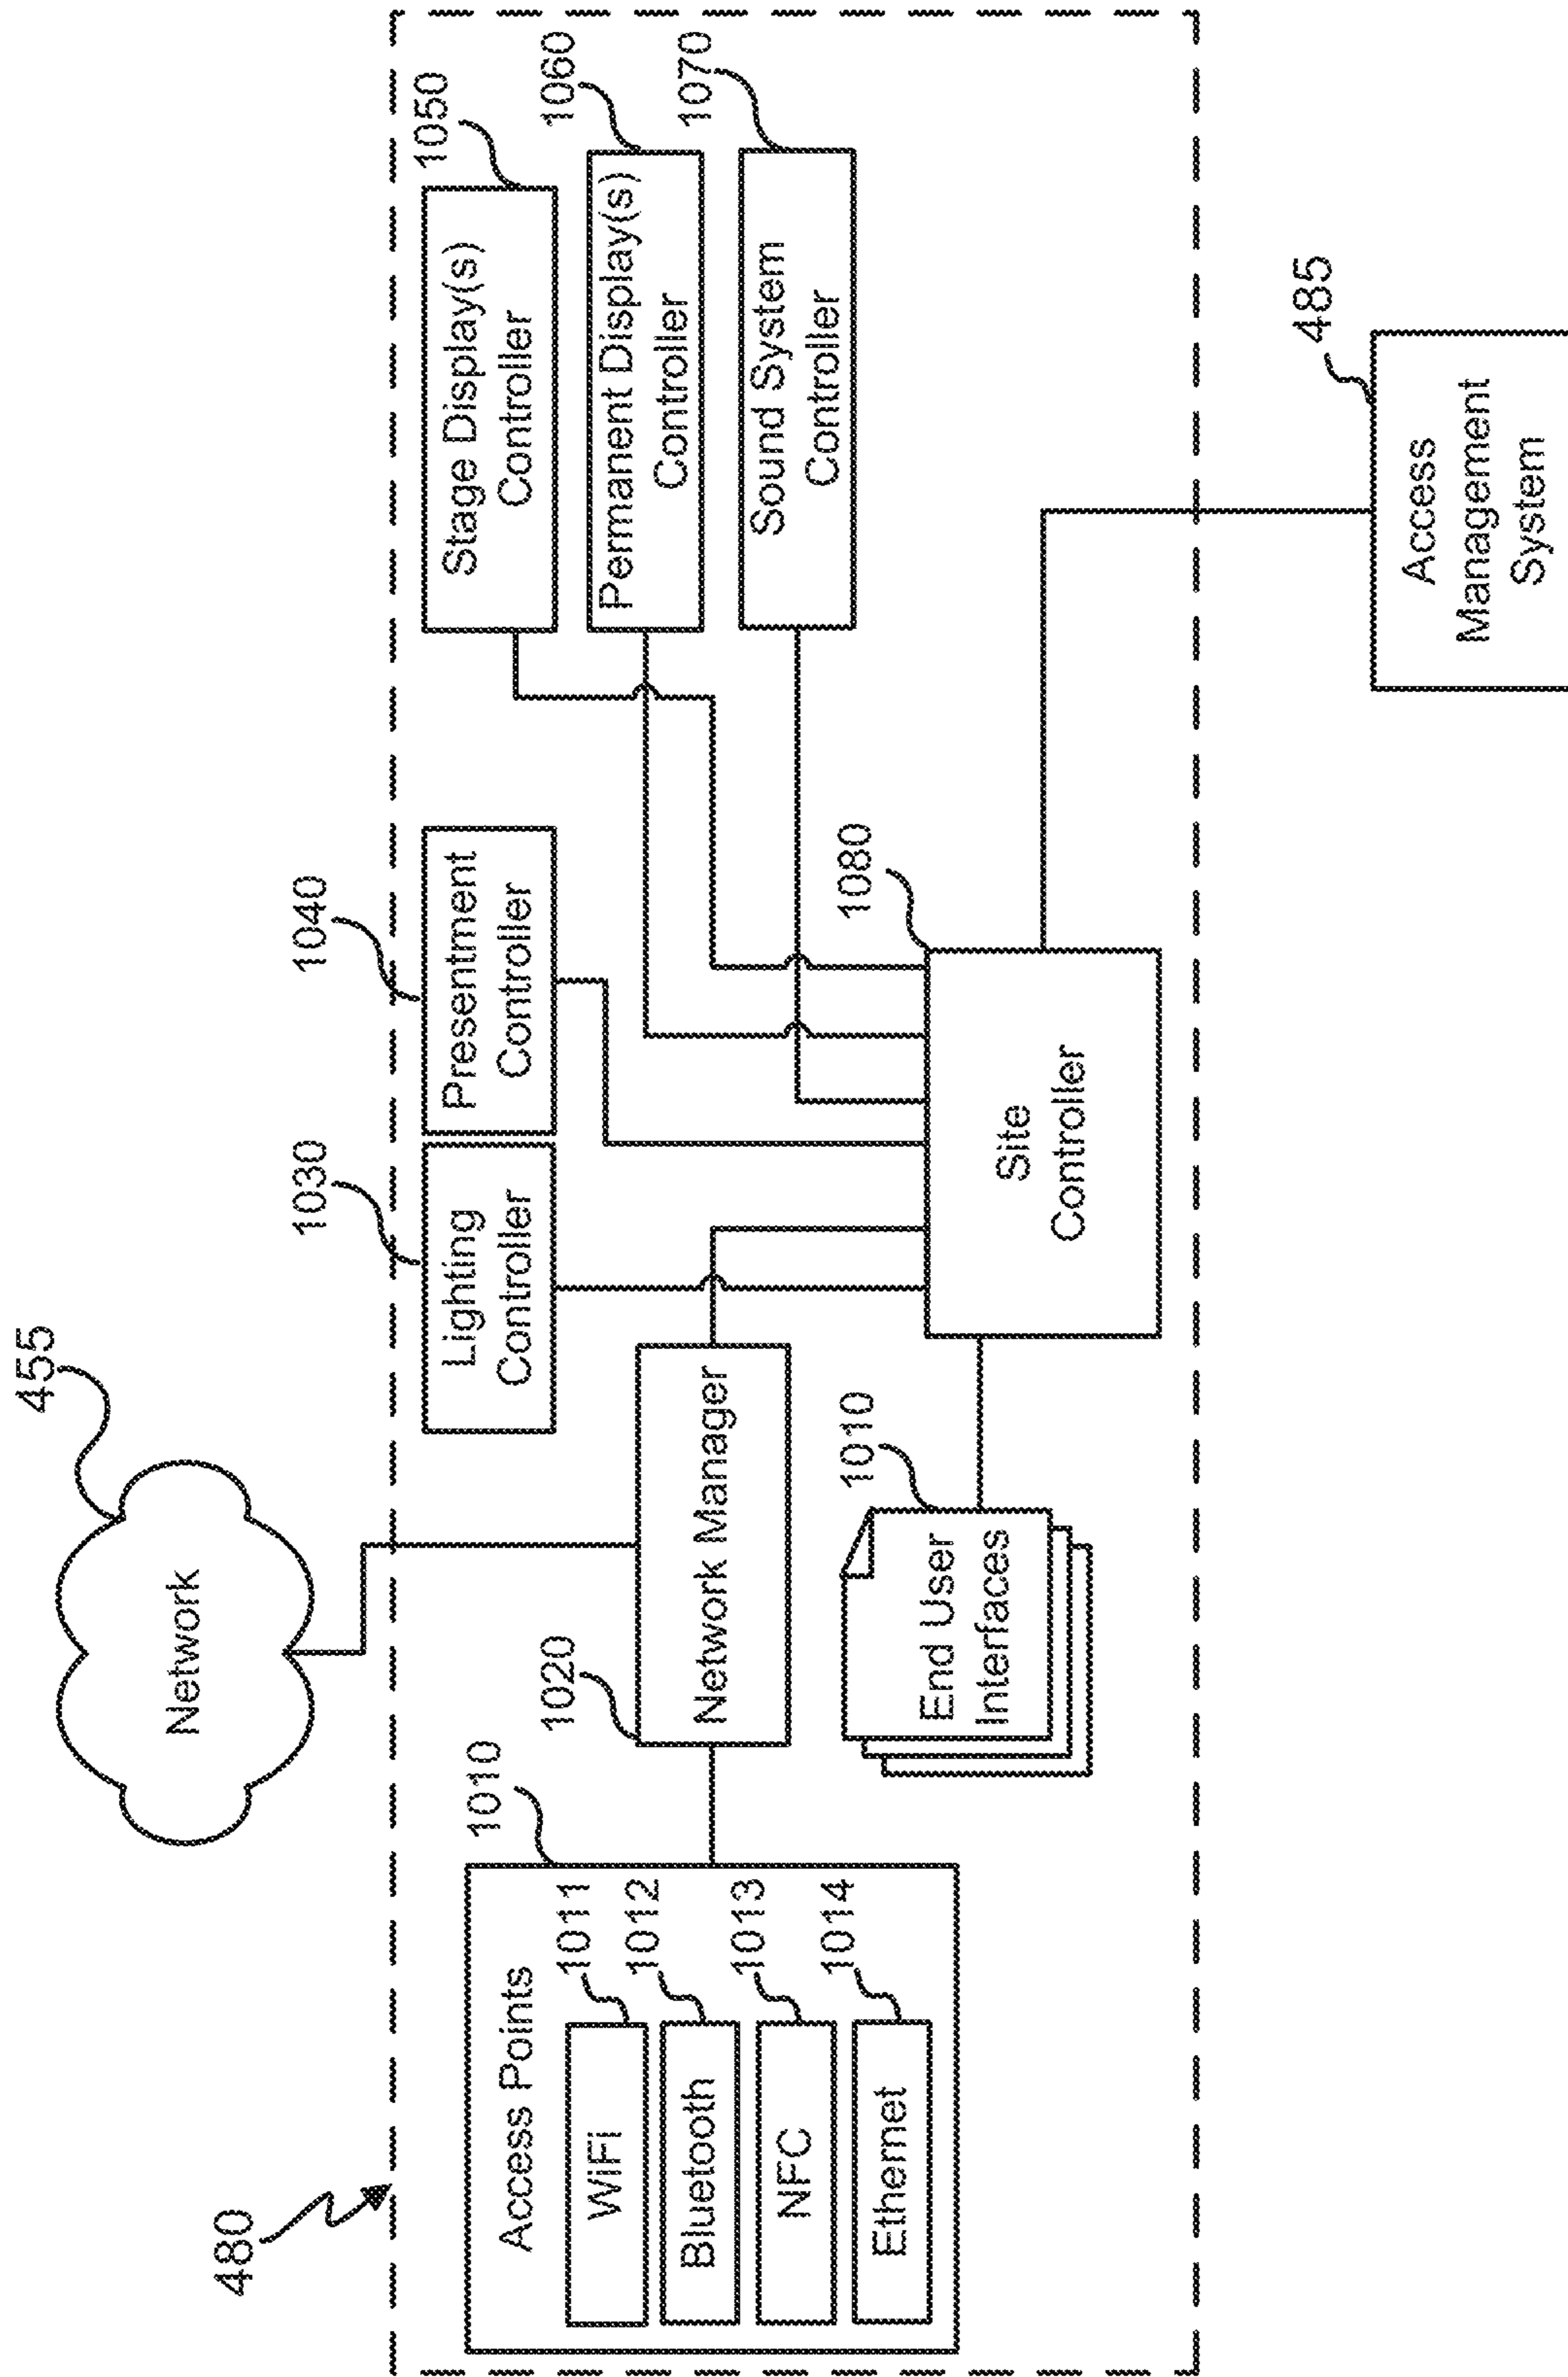 455
Network
480
1030
Lighting
Controller
1040
Presentment
Controller
1050
Stage Display(s)
Controller
1060
Permanent Display(s)
Controller
1070
Sound System
Controller
1010
Access Points
WiFi
1011
Bluetooth
1012
NFC
1013
Ethernet
1014
1020
Network Manager
1010
End User
Interfaces
1080
Site
Controller
485
Access
Management
System